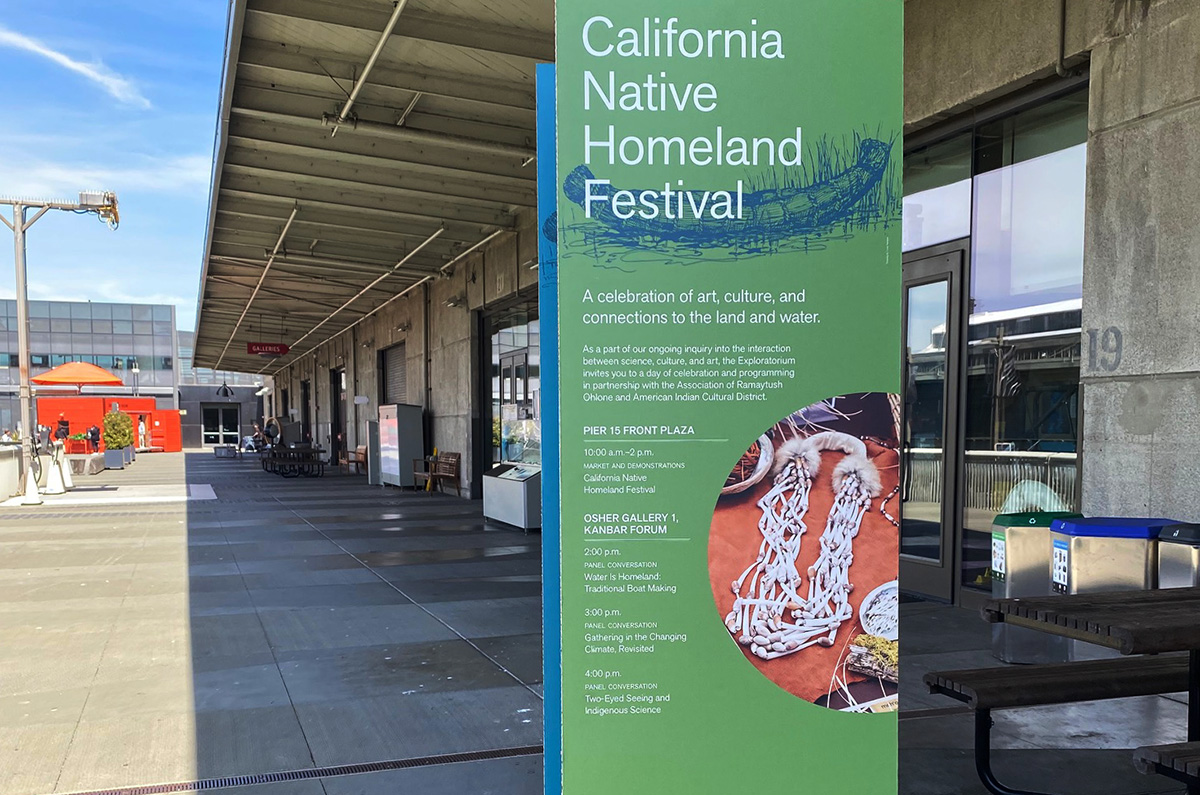 California
Native
Homeland
Festival
A celebration of art, culture, and
connections to the land and water.
As a part of our ongoing inquiry into the interaction
between science, culture, and art, the Exploratorium
invites you to a day of celebration and programming
in partnership with the Association of Ramaytush
Ohlone and American Indian Cultural District.
PIER 15 FRONT PLAZA
10:00 a.m.–2 p.m.
MARKET AND DEMONSTRATIONS
California Native
Homeland Festival
OSHER GALLERY 1,
KANBAR FORUM
2:00 p.m.
PANEL CONVERSATION
Water Is Homeland:
Traditional Boat Making
3:00 p.m.
PANEL CONVERSATION
Gathering in the Changing
Climate, Revisited
4:00 p.m.
PANEL CONVERSATION
Two-Eyed Seeing and
Indigenous Science
GALLERIES
19